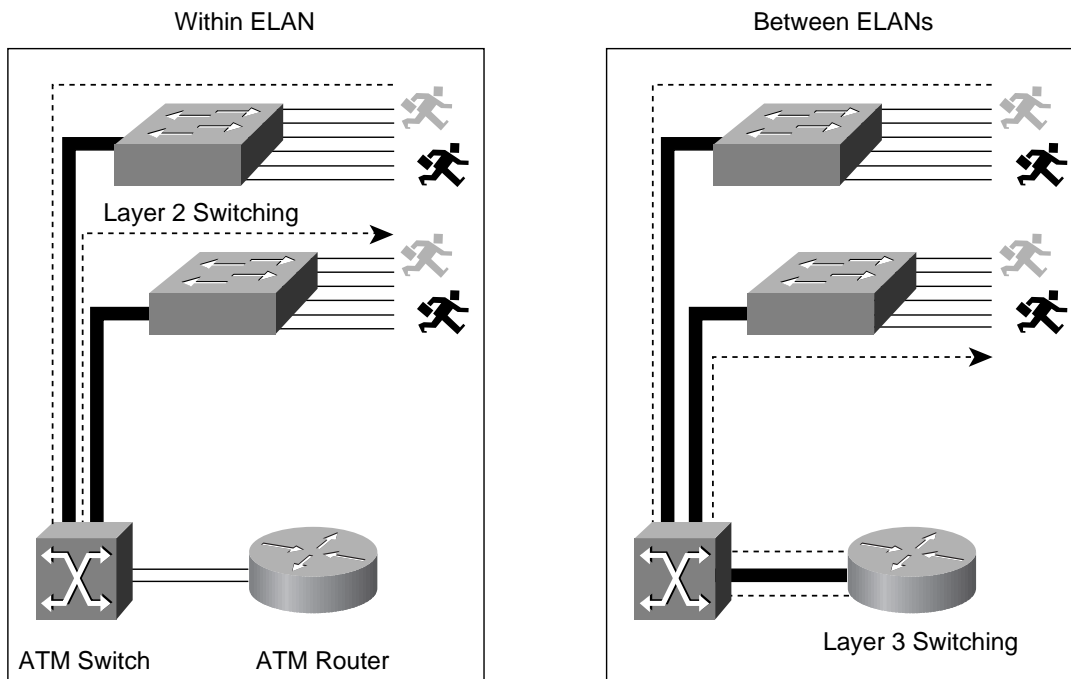 Within ELAN
Between ELANs
Layer 2 Switching
ATM Switch
ATM Router
Layer 3 Switching